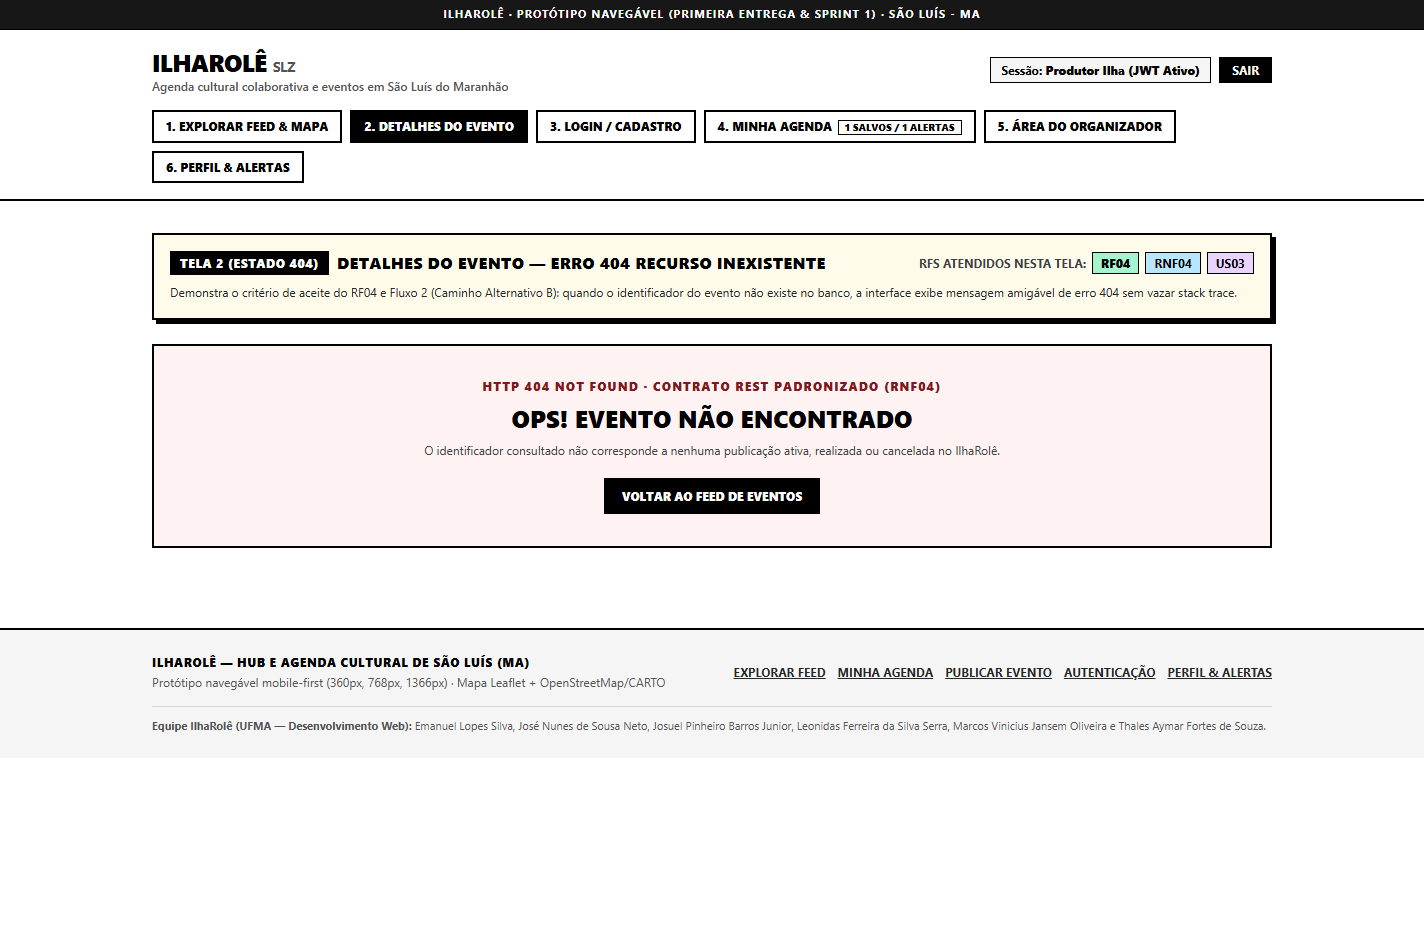 ILHAROLÊ · PROTÓTIPO NAVEGÁVEL (PRIMEIRA ENTREGA & SPRINT 1) · SÃO LUÍS - MA
ILHAROLÊ SLZ
Agenda cultural colaborativa e eventos em São Luís do Maranhão
Sessão: Produtor Ilha (JWT Ativo)
SAIR
1. EXPLORAR FEED & MAPA
2. DETALHES DO EVENTO
3. LOGIN / CADASTRO
4. MINHA AGENDA 1 SALVOS / 1 ALERTAS
5. ÁREA DO ORGANIZADOR
6. PERFIL & ALERTAS
TELA 2 (ESTADO 404) DETALHES DO EVENTO — ERRO 404 RECURSO INEXISTENTE
RFS ATENDIDOS NESTA TELA: RF04 RNF04 US03
Demonstra o critério de aceite do RF04 e Fluxo 2 (Caminho Alternativo B): quando o identificador do evento não existe no banco, a interface exibe mensagem amigável de erro 404 sem vazar stack trace.
HTTP 404 NOT FOUND · CONTRATO REST PADRONIZADO (RNF04)
OPS! EVENTO NÃO ENCONTRADO
O identificador consultado não corresponde a nenhuma publicação ativa, realizada ou cancelada no IlhaRolê.
VOLTAR AO FEED DE EVENTOS
ILHAROLÊ — HUB E AGENDA CULTURAL DE SÃO LUÍS (MA)
Protótipo navegável mobile-first (360px, 768px, 1366px) · Mapa Leaflet + OpenStreetMap/CARTO
EXPLORAR FEED MINHA AGENDA PUBLICAR EVENTO AUTENTICAÇÃO PERFIL & ALERTAS
Equipe IlhaRolê (UFMA — Desenvolvimento Web): Emanuel Lopes Silva, José Nunes de Sousa Neto, Josuel Pinheiro Barros Junior, Leonidas Ferreira da Silva Serra, Marcos Vinicius Jansem Oliveira e Thales Aymar Fortes de Souza.